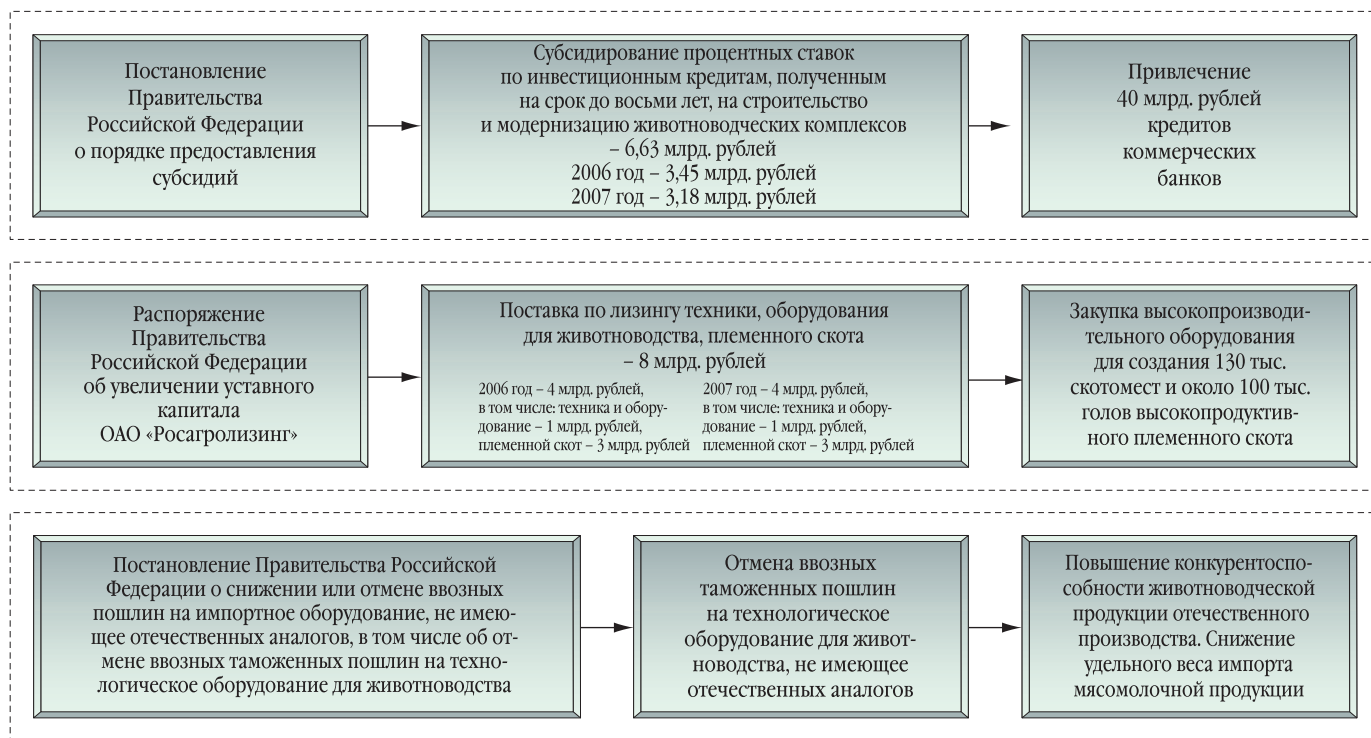 Постановление
Правительства
Российской Федерации
о порядке предоставления
субсидий
Субсидирование процентных ставок
по инвестиционным кредитам, полученным
на срок до восьми лет, на строительство
и модернизацию животноводческих комплексов
– 6,63 млрд. рублей
2006 год – 3,45 млрд. рублей
2007 год – 3,18 млрд. рублей
Привлечение
40 млрд. рублей
кредитов
коммерческих
банков
Распоряжение
Правительства
Российской Федерации
об увеличении уставного
капитала
ОАО «Росагролизинг»
Поставка по лизингу техники, оборудования
для животноводства, племенного скота
– 8 млрд. рублей
2006 год – 4 млрд. рублей,
в том числе: техника и обору-
дование – 1 млрд. рублей,
племенной скот – 3 млрд. рублей
2007 год – 4 млрд. рублей,
в том числе: техника и обору-
дование – 1 млрд. рублей,
племенной скот – 3 млрд. рублей
Закупка высокопроизводи-
тельного оборудования
для создания 130 тыс.
скотомест и около 100 тыс.
голов высокопродуктив-
ного племенного скота
Постановление Правительства Российской
Федерации о снижении или отмене ввозных
пошлин на импортное оборудование, не имею-
щее отечественных аналогов, в том числе об от-
мене ввозных таможенных пошлин на техно-
логическое оборудование для животноводства
Отмена ввозных
таможенных пошлин
на технологическое
оборудование для живот-
новодства, не имеющее
отечественных аналогов
Повышение конкурентоспо-
собности животноводческой
продукции отечественного
производства. Снижение
удельного веса импорта
мясомолочной продукции